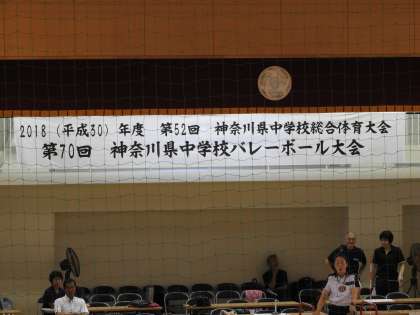 2018(平成30)年度 第52回 神奈川県中学校総合体育大会
第70回 神奈川県中学校バレーボール大会